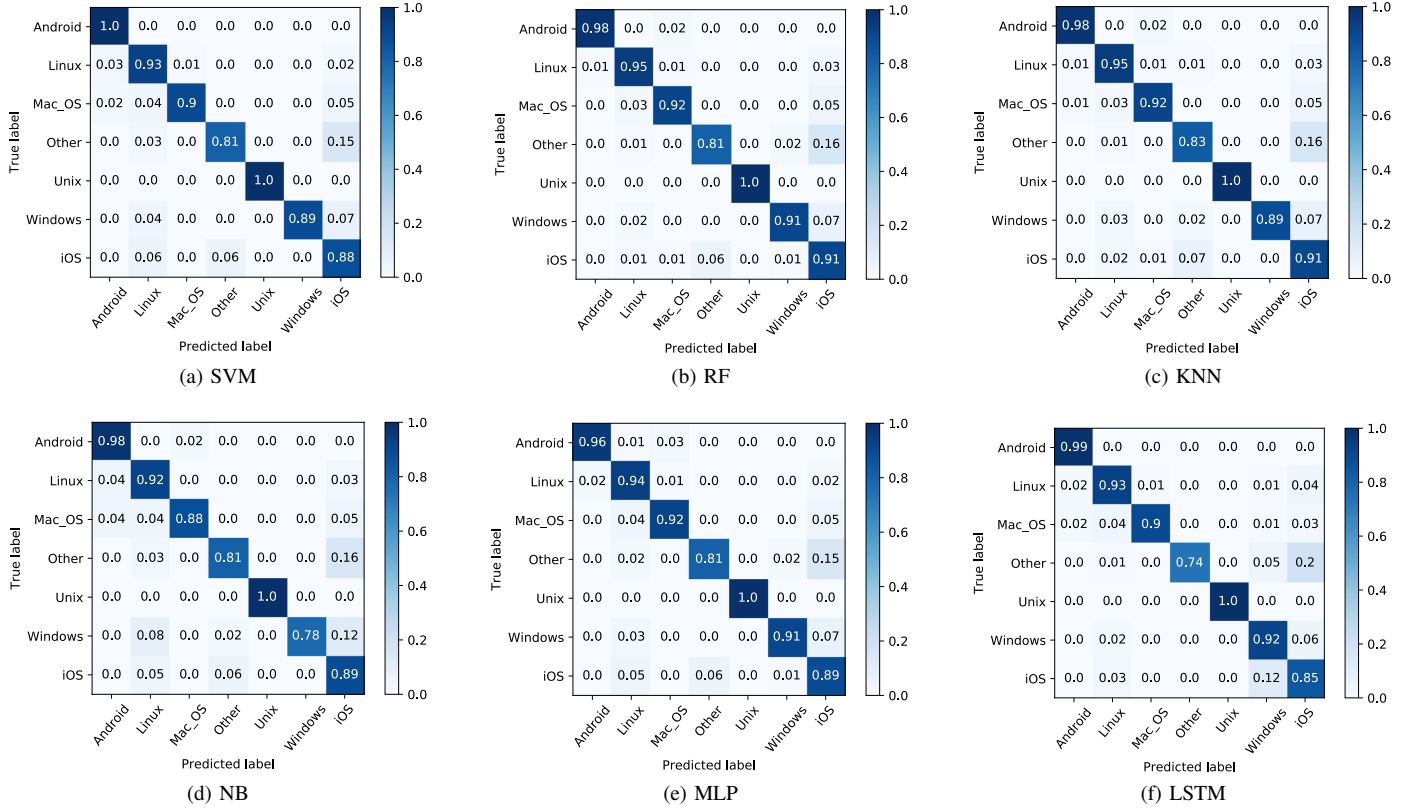 True label
Android 1.0 0.0 0.0 0.0 0.0 0.0 0.0
Linux 0.03 0.93 0.01 0.0 0.0 0.0 0.02
Mac_OS 0.02 0.04 0.9 0.0 0.0 0.0 0.05
Other 0.0 0.03 0.0 0.81 0.0 0.0 0.15
Unix 0.0 0.0 0.0 0.0 1.0 0.0 0.0
Windows 0.0 0.04 0.0 0.0 0.0 0.89 0.07
iOS 0.0 0.06 0.0 0.06 0.0 0.0 0.88
Android Linux Mac_OS Other Unix Windows iOS
Predicted label
1.0
0.8
0.6
0.4
0.2
0.0
(a) SVM
True label
Android 0.98 0.0 0.02 0.0 0.0 0.0 0.0
Linux 0.01 0.95 0.01 0.0 0.0 0.0 0.03
Mac_OS 0.0 0.03 0.92 0.0 0.0 0.0 0.05
Other 0.0 0.01 0.0 0.81 0.0 0.02 0.16
Unix 0.0 0.0 0.0 0.0 1.0 0.0 0.0
Windows 0.0 0.02 0.0 0.0 0.0 0.91 0.07
iOS 0.0 0.01 0.01 0.06 0.0 0.0 0.91
Android Linux Mac_OS Other Unix Windows iOS
Predicted label
1.0
0.8
0.6
0.4
0.2
0.0
(b) RF
True label
Android 0.98 0.0 0.02 0.0 0.0 0.0 0.0
Linux 0.01 0.95 0.01 0.01 0.0 0.0 0.03
Mac_OS 0.01 0.03 0.92 0.0 0.0 0.0 0.05
Other 0.0 0.01 0.0 0.83 0.0 0.0 0.16
Unix 0.0 0.0 0.0 0.0 1.0 0.0 0.0
Windows 0.0 0.03 0.0 0.02 0.0 0.89 0.07
iOS 0.0 0.02 0.01 0.07 0.0 0.0 0.91
Android Linux Mac_OS Other Unix Windows iOS
Predicted label
1.0
0.8
0.6
0.4
0.2
0.0
(c) KNN
True label
Android 0.98 0.0 0.02 0.0 0.0 0.0 0.0
Linux 0.04 0.92 0.0 0.0 0.0 0.0 0.03
Mac_OS 0.04 0.04 0.88 0.0 0.0 0.0 0.05
Other 0.0 0.03 0.0 0.81 0.0 0.0 0.16
Unix 0.0 0.0 0.0 0.0 1.0 0.0 0.0
Windows 0.0 0.08 0.0 0.02 0.0 0.78 0.12
iOS 0.0 0.05 0.0 0.06 0.0 0.0 0.89
Android Linux Mac_OS Other Unix Windows iOS
Predicted label
1.0
0.8
0.6
0.4
0.2
0.0
(d) NB
True label
Android 0.96 0.01 0.03 0.0 0.0 0.0 0.0
Linux 0.02 0.94 0.01 0.0 0.0 0.0 0.02
Mac_OS 0.0 0.04 0.92 0.0 0.0 0.0 0.05
Other 0.0 0.02 0.0 0.81 0.0 0.02 0.15
Unix 0.0 0.0 0.0 0.0 1.0 0.0 0.0
Windows 0.0 0.03 0.0 0.0 0.0 0.91 0.07
iOS 0.0 0.05 0.0 0.06 0.0 0.01 0.89
Android Linux Mac_OS Other Unix Windows iOS
Predicted label
1.0
0.8
0.6
0.4
0.2
0.0
(e) MLP
True label
Android 0.99 0.0 0.0 0.0 0.0 0.0 0.0
Linux 0.02 0.93 0.01 0.0 0.0 0.01 0.04
Mac_OS 0.02 0.04 0.9 0.0 0.0 0.01 0.03
Other 0.0 0.01 0.0 0.74 0.0 0.05 0.2
Unix 0.0 0.0 0.0 0.0 1.0 0.0 0.0
Windows 0.0 0.02 0.0 0.0 0.0 0.92 0.06
iOS 0.0 0.03 0.0 0.0 0.0 0.12 0.85
Android Linux Mac_OS Other Unix Windows iOS
Predicted label
1.0
0.8
0.6
0.4
0.2
0.0
(f) LSTM